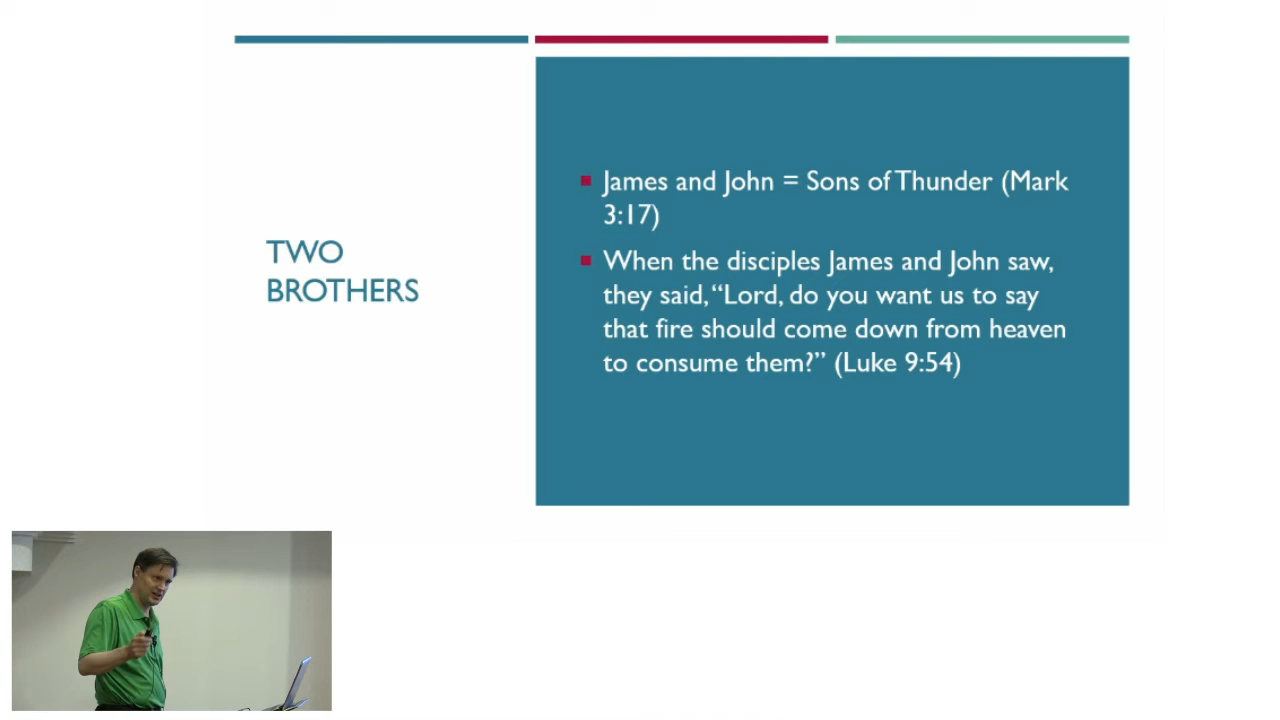 TWO
BROTHERS
James and John = Sons of Thunder (Mark
3:17)
When the disciples James and John saw,
they said, “Lord, do you want us to say
that fire should come down from heaven
to consume them?” (Luke 9:54)